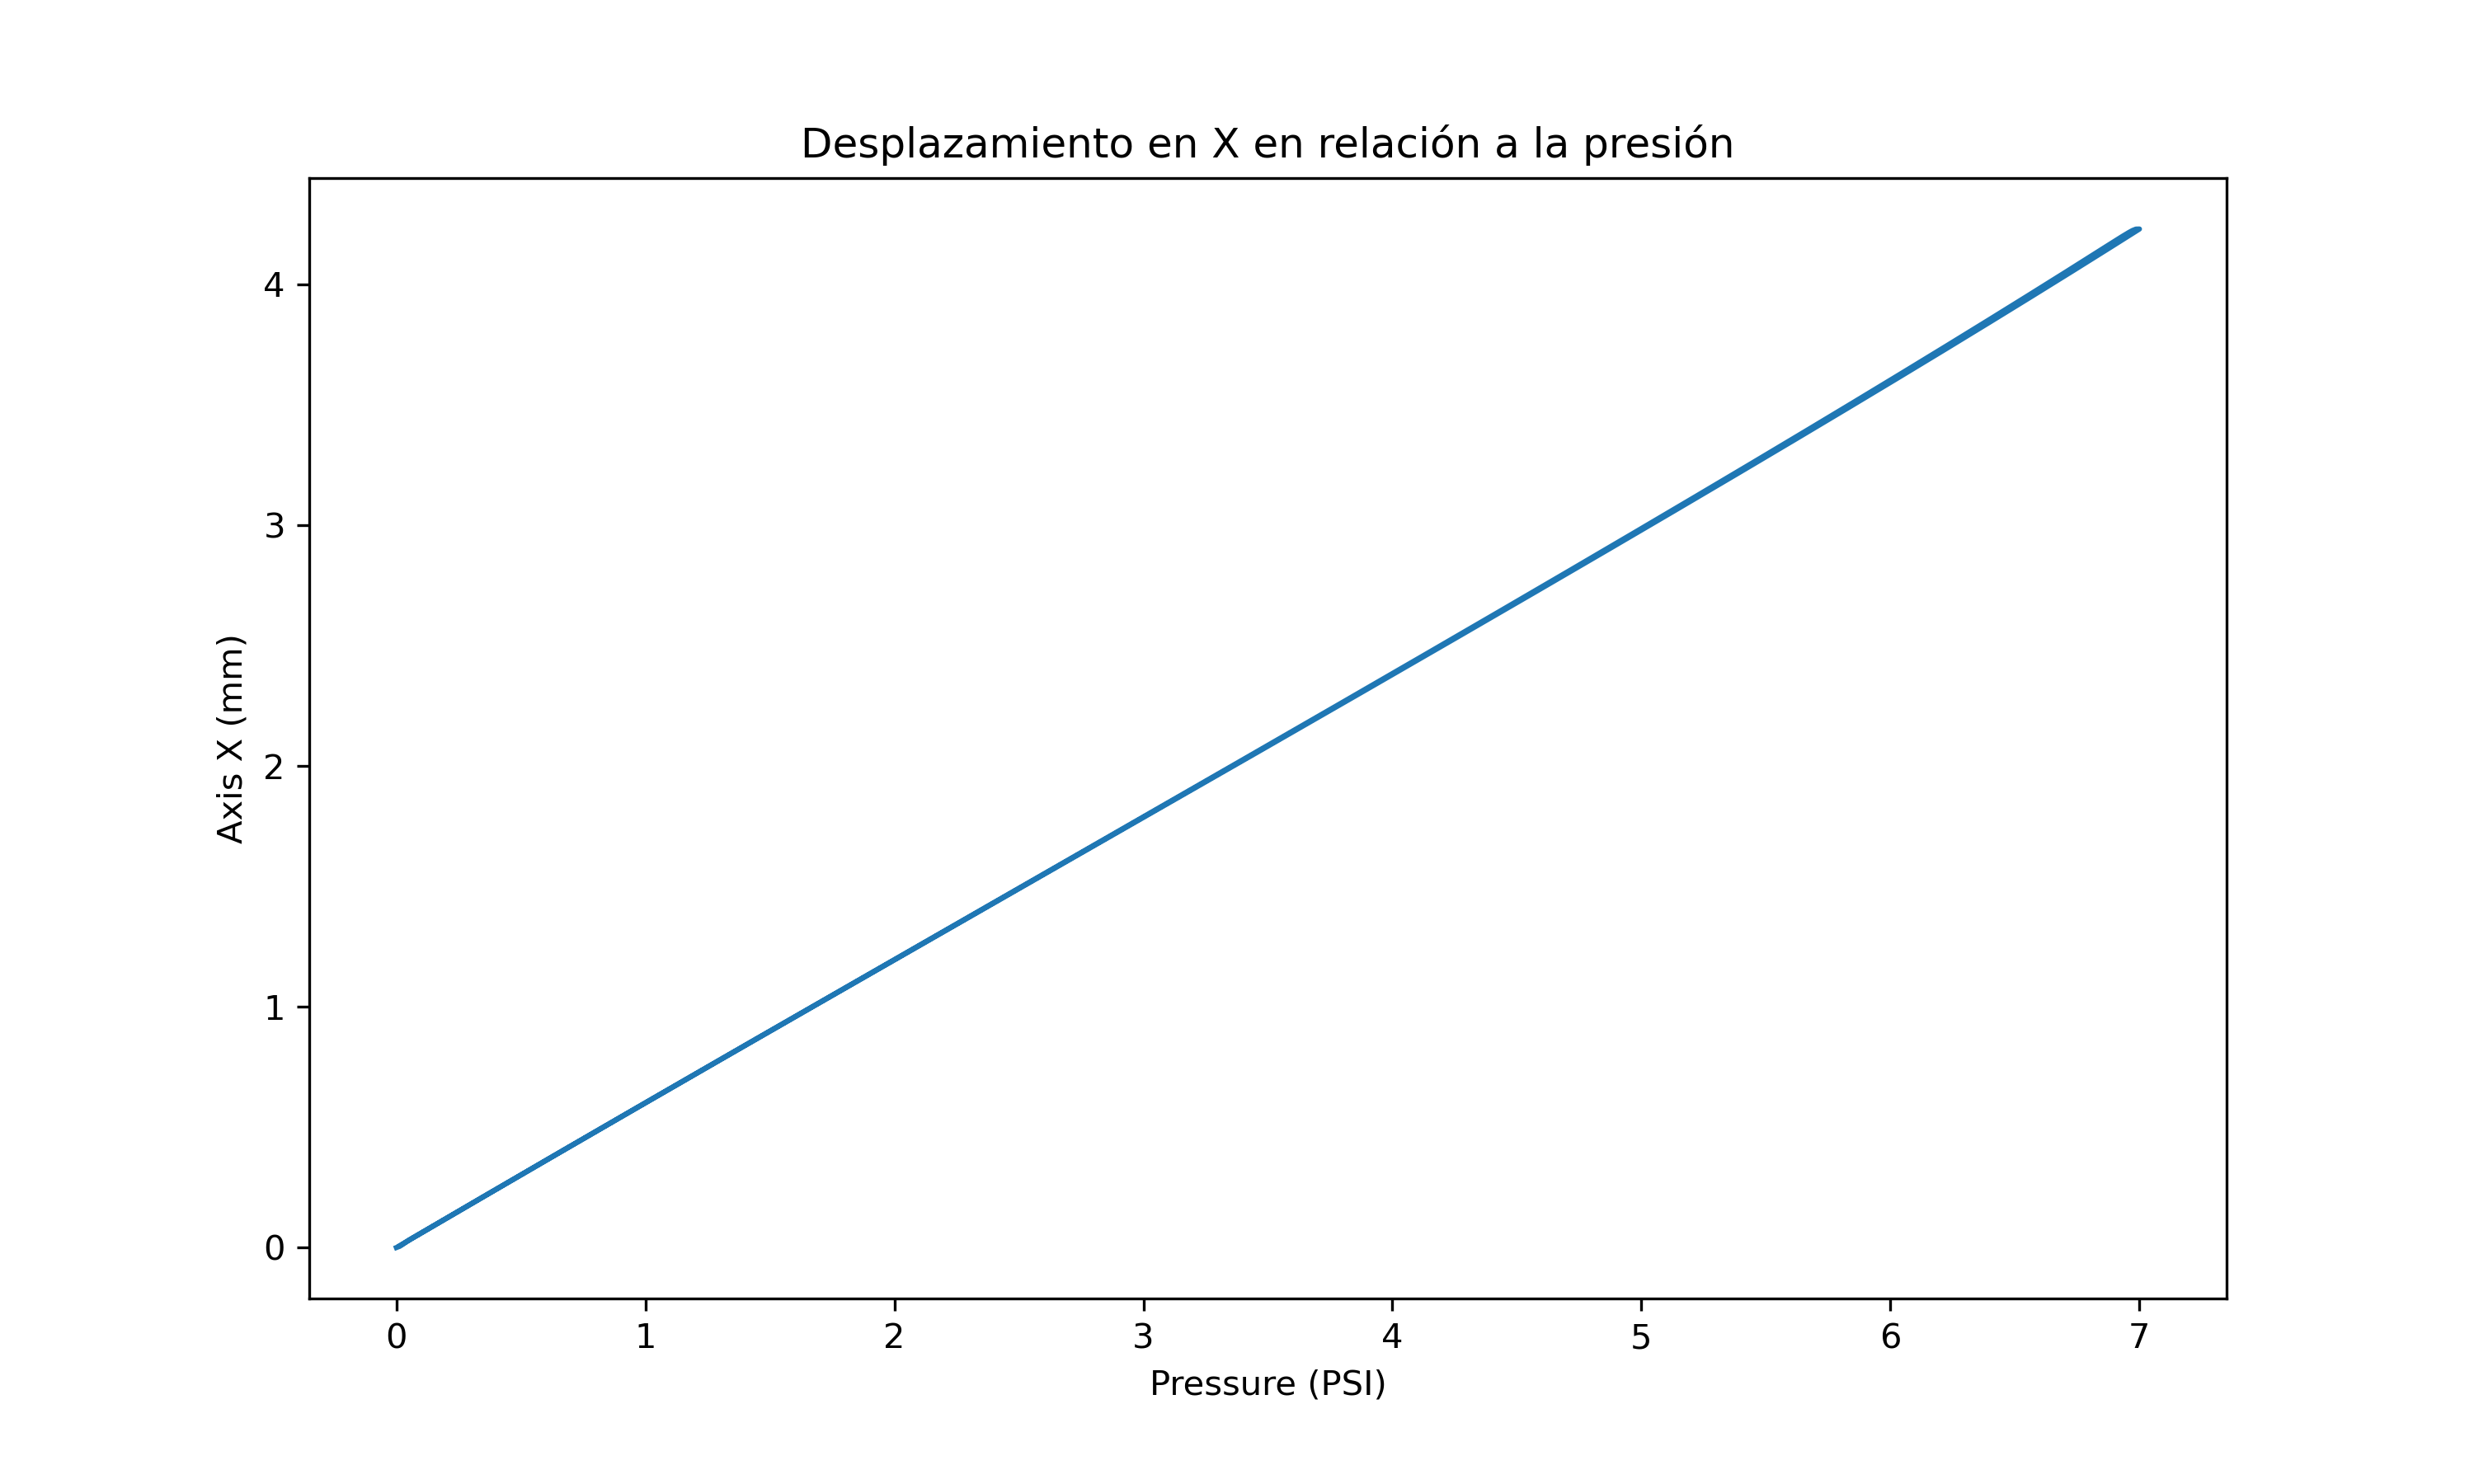 Desplazamiento en X en relación a la presión
Axis X (mm)
4
3
2
1
0
0 1 2 3 4 5 6 7
Pressure (PSI)